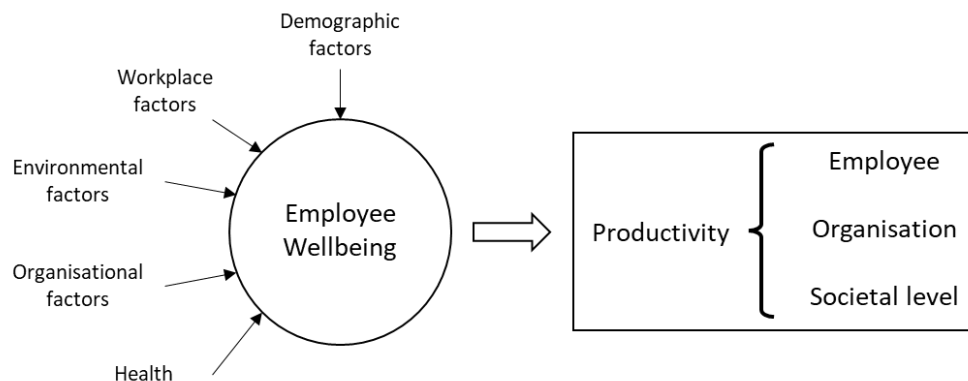 Demographic
factors
Workplace
factors
Environmental
factors
Organisational
factors
Health
Employee
Wellbeing
Productivity
Employee
Organisation
Societal level